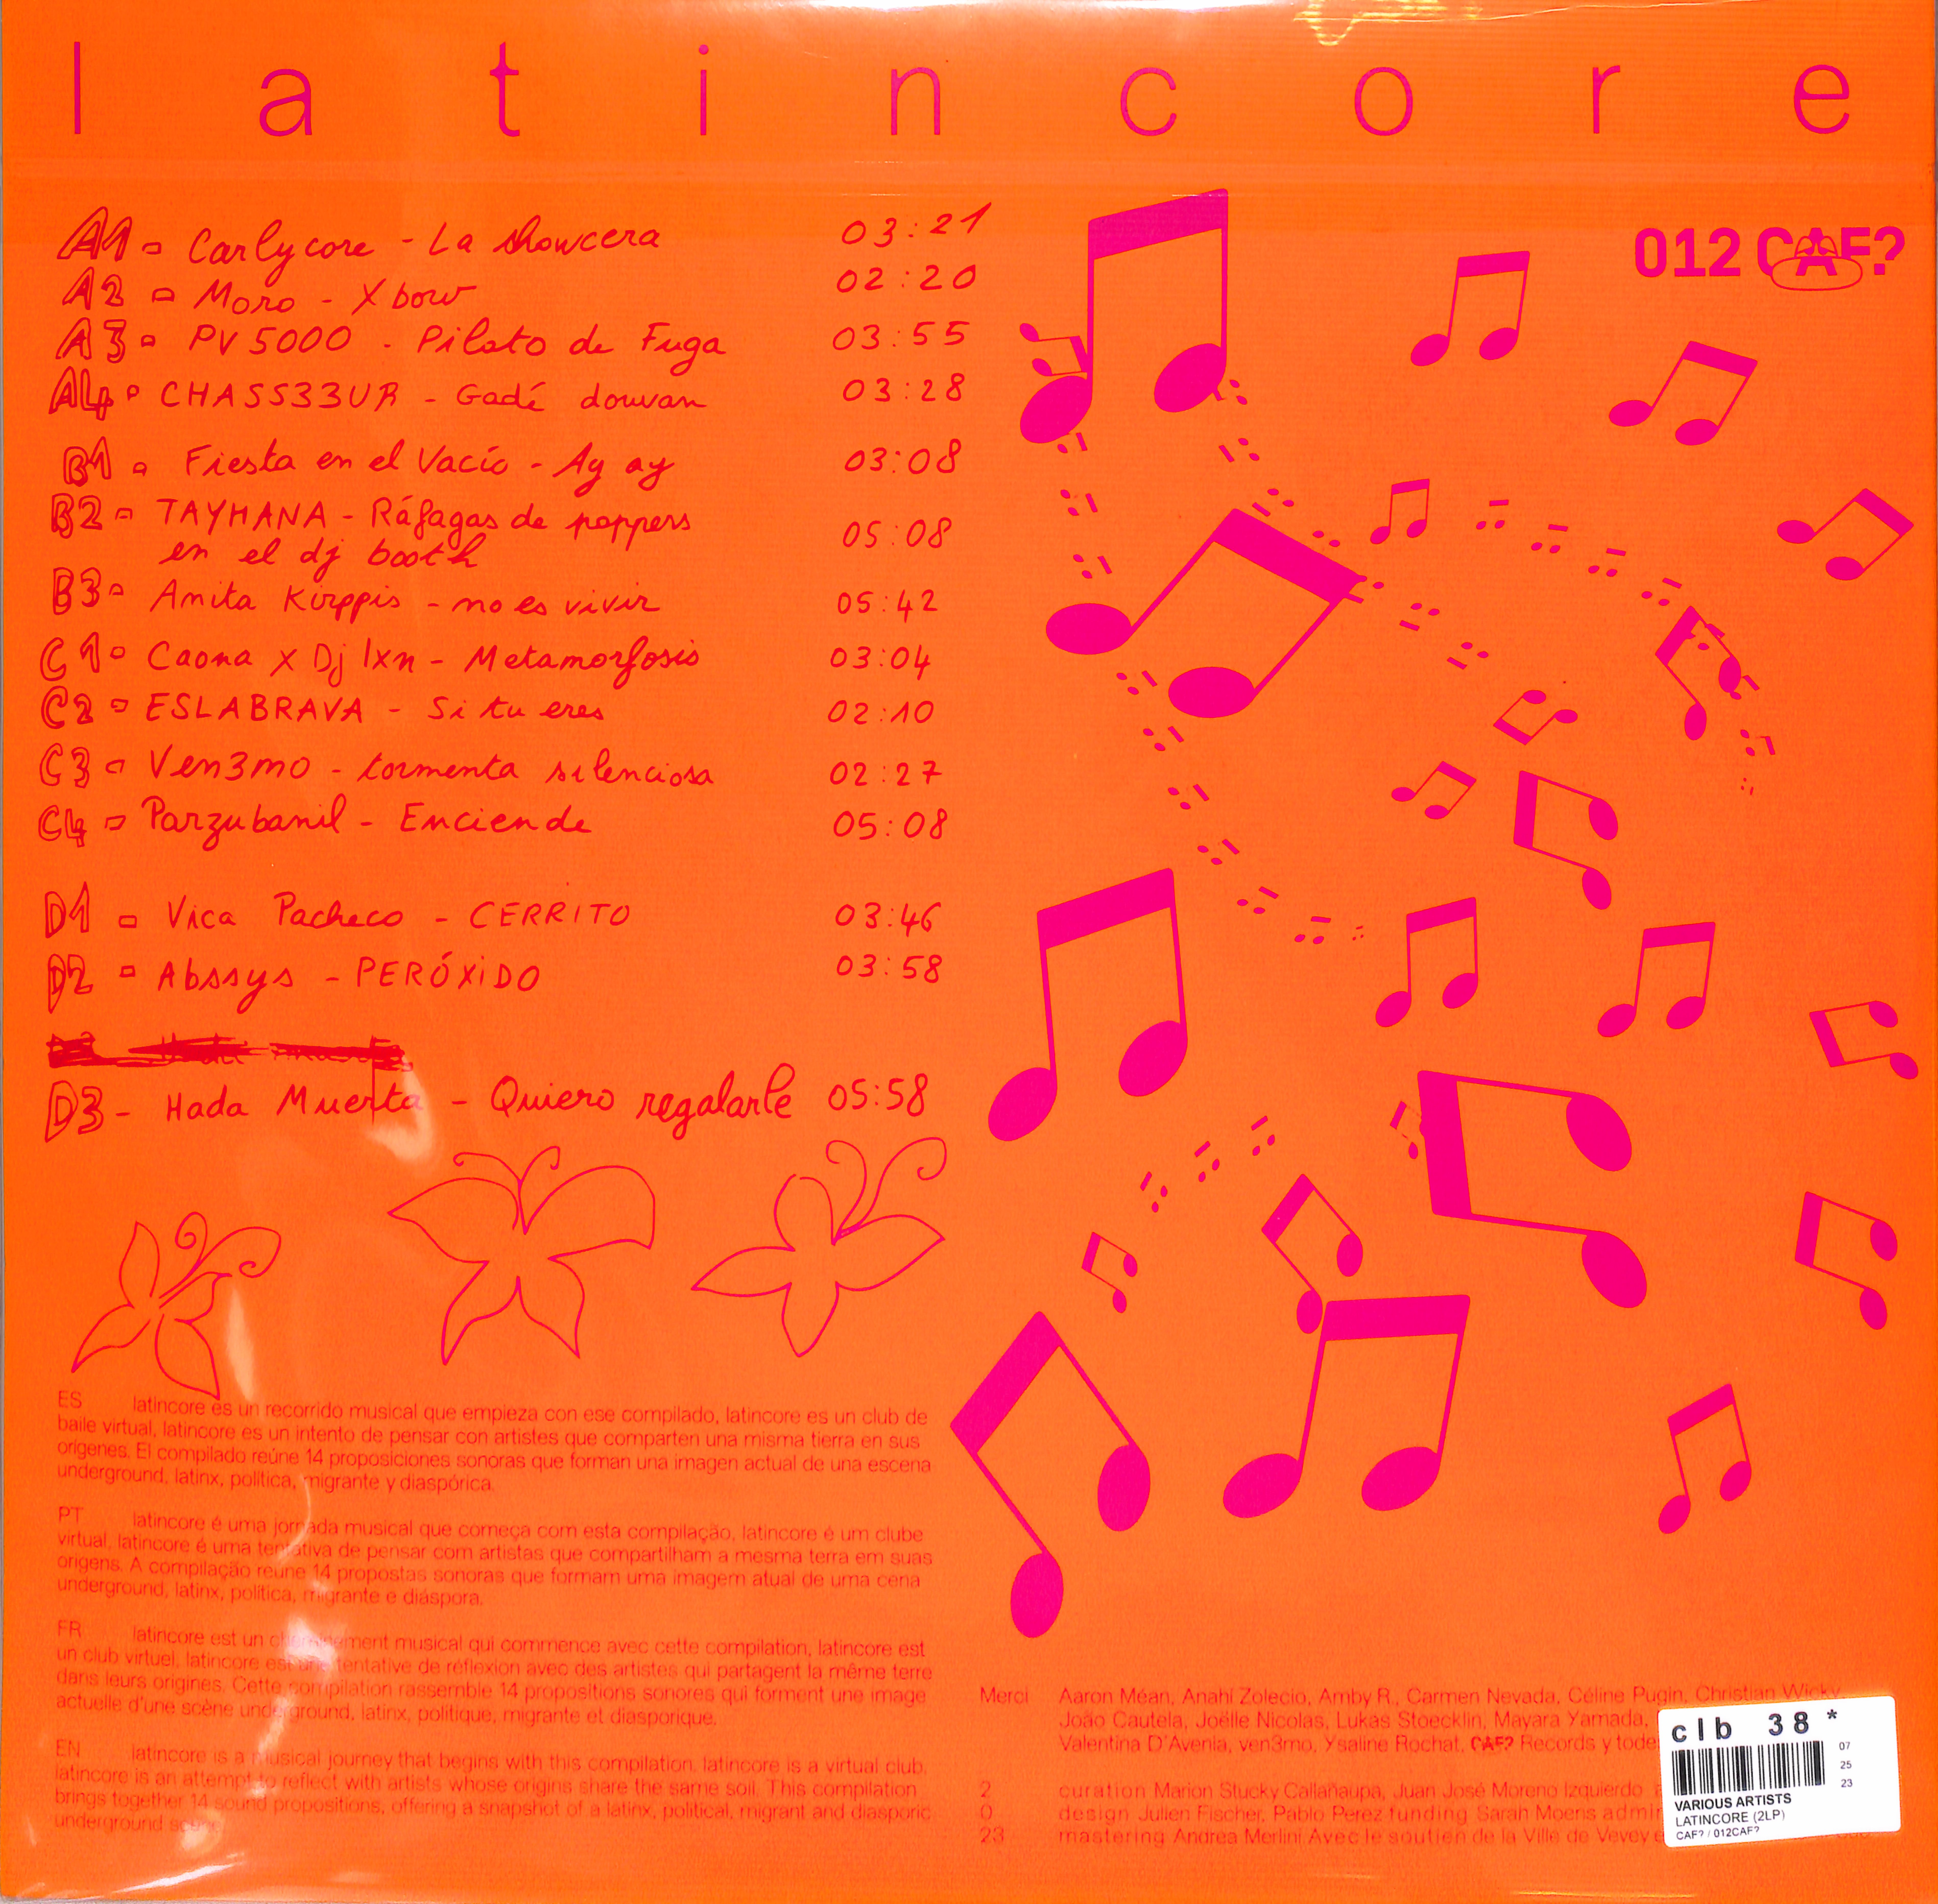 l a t i n c o r e
012 CAF?
A1 - Carlycore - La showcera 03:21
A2 - Moro - X bow 02:20
A3 - PV5000 - Piloto de Fuga 03:55
A4 - CHASS33UR - Gadé douvan 03:28
B1 - Fiesta en el Vacío - Ay ay 03:08
B2 - TAYHANA - Ráfagas de poppers 05:08
en el dj booth
B3 - Anita Kirppis - no es vivir 05:42
C1 - Caona X Dj lxn - Metamorfosis 03:04
C2 - ESLABRAVA - Si tu eres 02:10
C3 - Ven3mo - tormenta silenciosa 02:27
C4 - Parzubanil - Enciende 05:08
D1 - Vica Pacheco - CERRITO 03:46
D2 - Abssys - PERÓXiDO 03:58
D3 - Hada Muerta - Quiero regalarle 05:58
ES latincore es un recorrido musical que empieza con ese compilado, latincore es un club de
baile virtual, latincore es un intento de pensar con artistes que comparten una misma tierra en sus
orígenes. El compilado reúne 14 proposiciones sonoras que forman una imagen actual de una escena
underground, latinx, política, migrante y diaspórica.
PT latincore é uma jornada musical que começa com esta compilação, latincore é um clube
virtual, latincore é uma tentativa de pensar com artistas que compartilham a mesma terra em suas
origens. A compilação reúne 14 propostas sonoras que formam uma imagem atual de uma cena
underground, latinx, política, migrante e diáspora.
FR latincore est un cheminement musical qui commence avec cette compilation, latincore est
un club virtuel, latincore est une tentative de réflexion avec des artistes qui partagent la même terre
dans leurs origines. Cette compilation rassemble 14 propositions sonores qui forment une image
actuelle d'une scène underground, latinx, politique, migrante et diasporique.
EN latincore is a musical journey that begins with this compilation, latincore is a virtual club,
latincore is an attempt to reflect with artists whose origins share the same soil. This compilation
brings together 14 sound propositions, offering a snapshot of a latinx, political, migrant and diasporic
underground scene.
Merci Aaron Méan, Anahí Zolecio, Amby R., Carmen Nevada, Céline Pugin, Christian Wicky,
João Cautela, Joëlle Nicolas, Lukas Stoecklin, Mayara Yamada,
Valentina D'Avenia, ven3mo, Ysaline Rochat, CAF? Records y tode
2 curation Marion Stucky Callañaupa, Juan José Moreno Izquierdo
0 design Julien Fischer, Pablo Perez funding Sarah Moens admi
23 mastering Andrea Merlini Avec le soutien de la Ville de Vevey
clb 38 *
07
25
23
VARIOUS ARTISTS
LATINCORE (2LP)
CAF? / 012CAF?